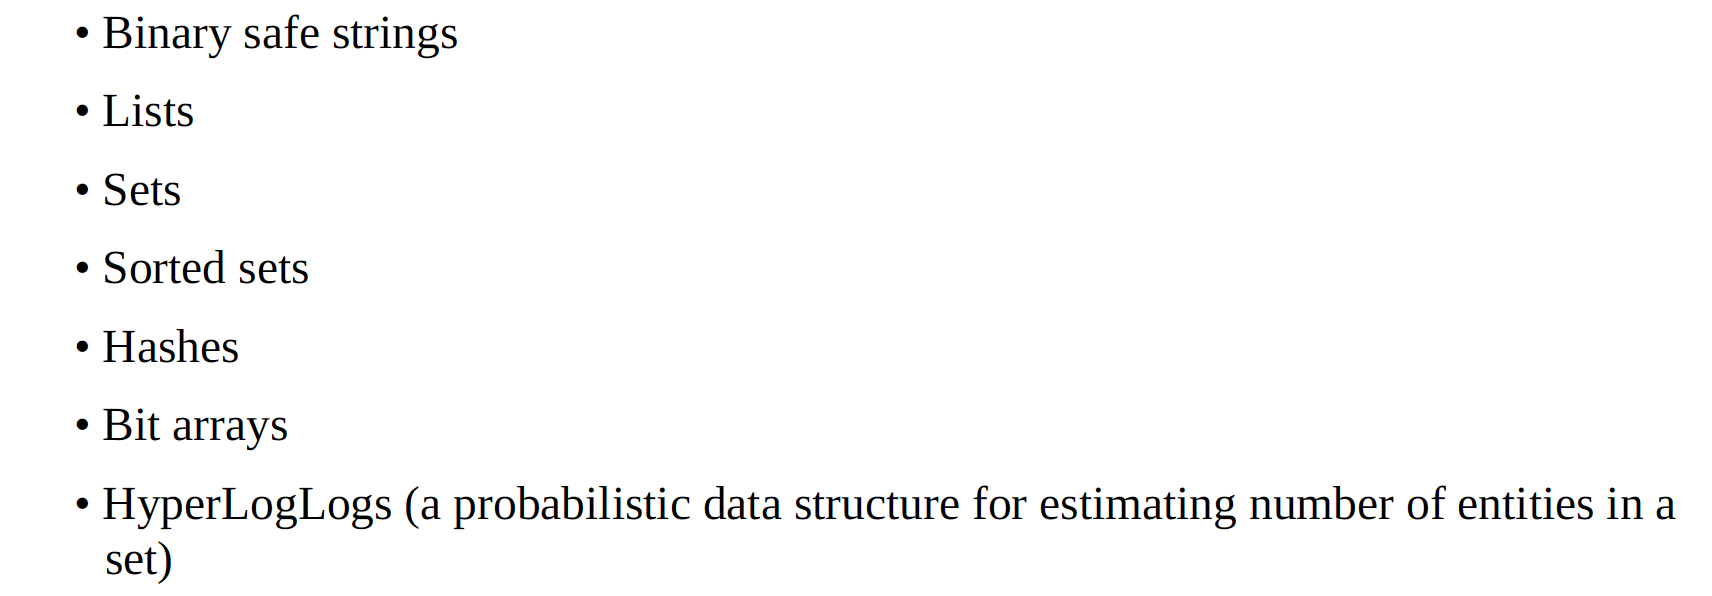 • Binary safe strings
• Lists
• Sets
• Sorted sets
• Hashes
• Bit arrays
• HyperLogLogs (a probabilistic data structure for estimating number of entities in a
set)